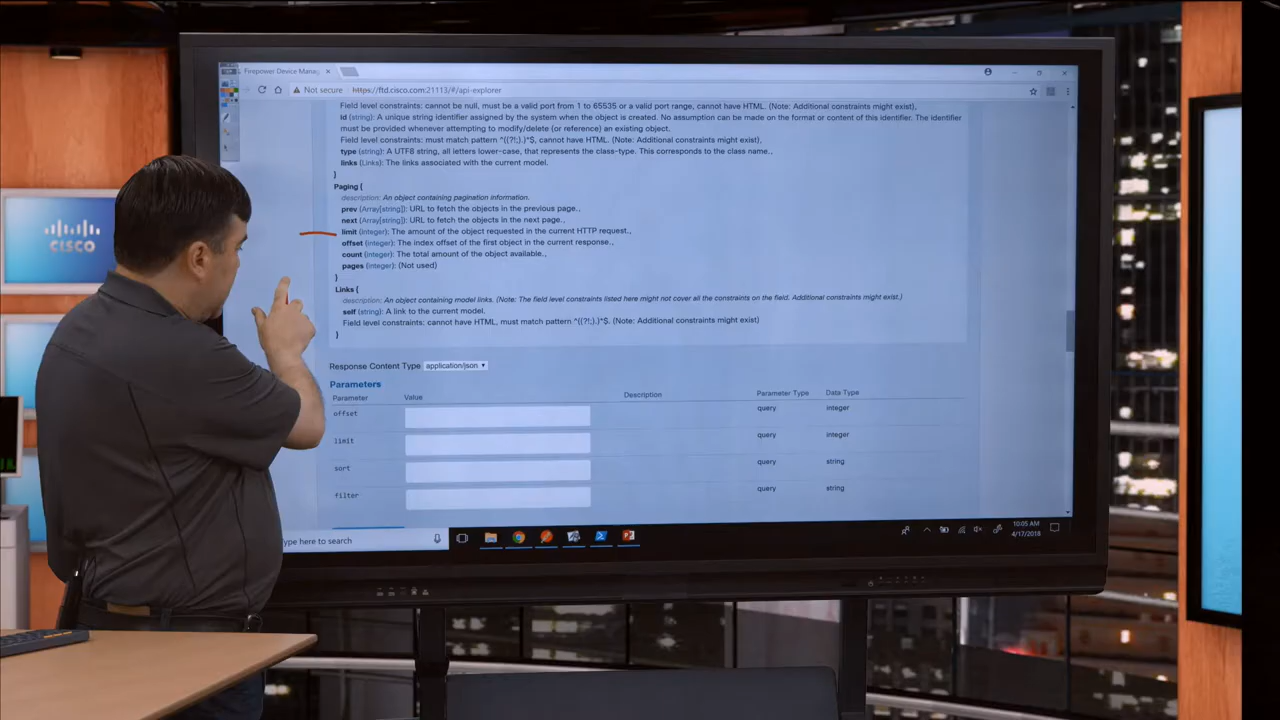 Firepower Device Manag
Not secure https://ftd.cisco.com:21113/#/api-explorer
Field level constraints: cannot be null, must be a valid port from 1 to 65535 or a valid port range, cannot have HTML. (Note: Additional constraints might exist),
id (string): A unique string identifier assigned by the system when the object is created. No assumption can be made on the format or content of this identifier. The identifier
must be provided whenever attempting to modify/delete (or reference) an existing object.
Field level constraints: must match pattern ^((?!;).)*$, cannot have HTML. (Note: Additional constraints might exist),
type (string): A UTF8 string, all letters lower-case, that represents the class-type. This corresponds to the class name.,
links (Links): The links associated with the current model.
}
Paging {
description: An object containing pagination information.
prev (Array[string]): URL to fetch the objects in the previous page.,
next (Array[string]): URL to fetch the objects in the next page.,
limit (integer): The amount of the object requested in the current HTTP request.,
offset (integer): The index offset of the first object in the current response.,
count (integer): The total amount of the object available.,
pages (integer): (Not used)
}
Links {
description: An object containing model links. (Note: The field level constraints listed here might not cover all the constraints on the field. Additional constraints might exist.)
self (string): A link to the current model.
Field level constraints: cannot have HTML, must match pattern ^((?!;).)*$. (Note: Additional constraints might exist)
}
Response Content Type application/json
Parameters
Parameter Value Description Parameter Type Data Type
offset query integer
limit query integer
sort query string
filter query string
ype here to search
10:05 AM
4/17/2018
CISCO